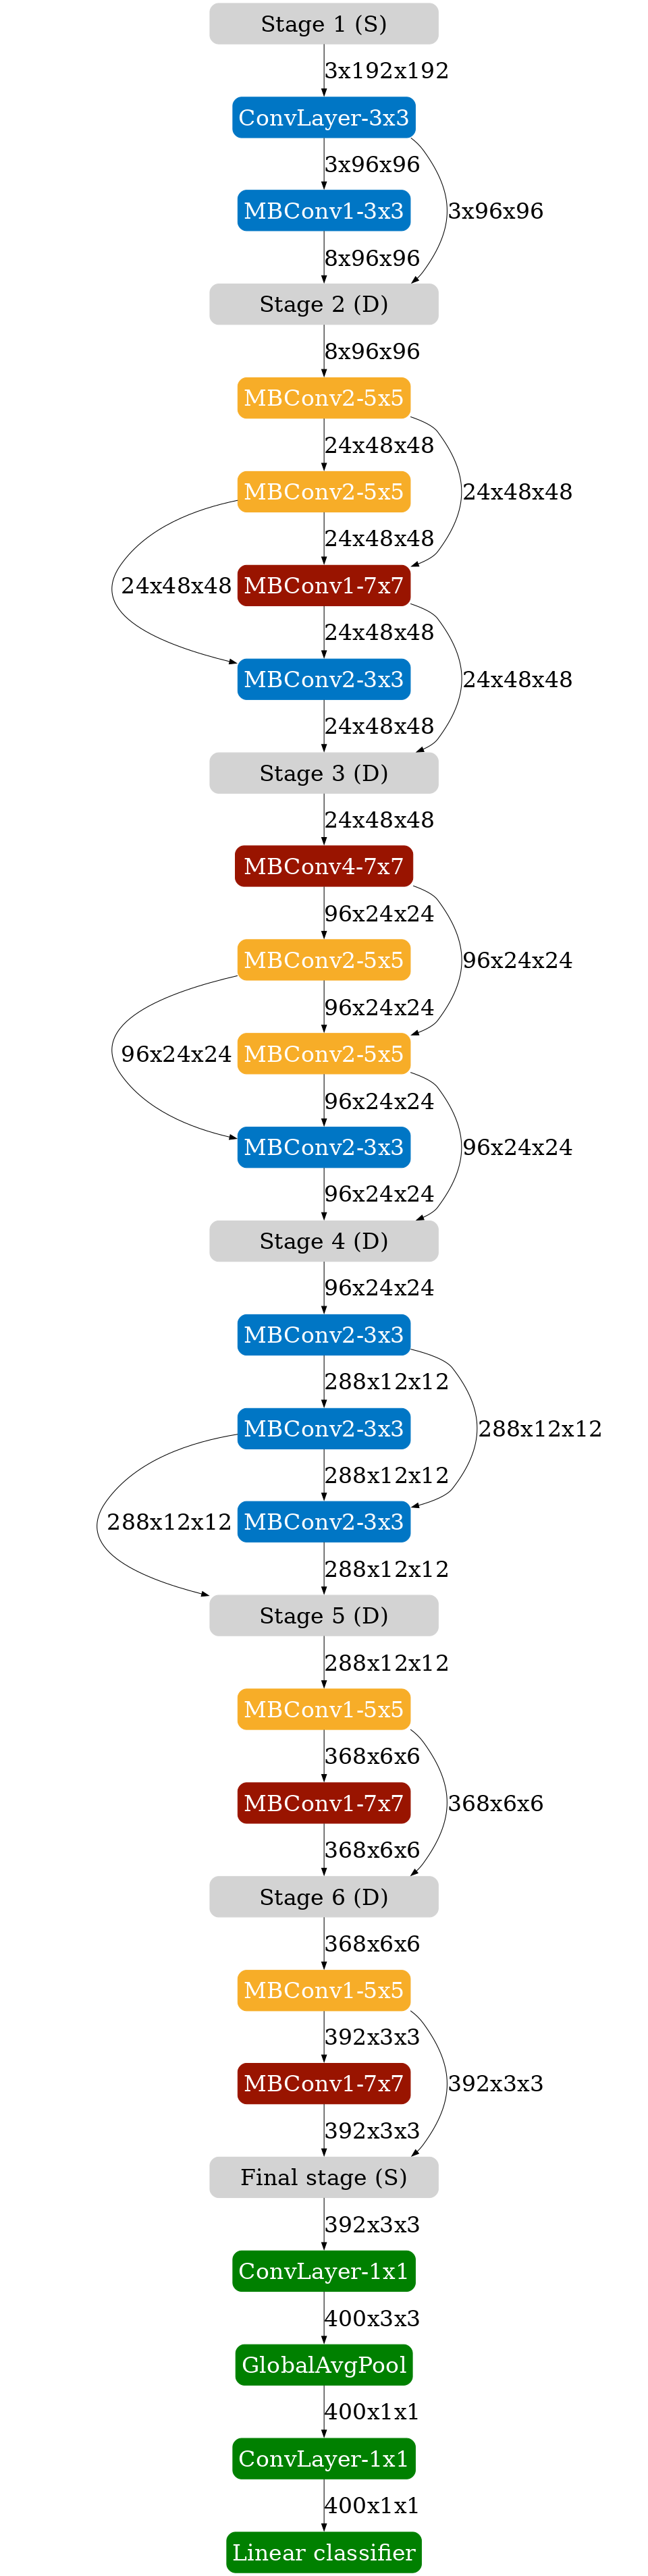 Stage 1 (S)
3x192x192
ConvLayer-3x3
3x96x96
MBConv1-3x3
3x96x96
8x96x96
Stage 2 (D)
8x96x96
MBConv2-5x5
24x48x48
MBConv2-5x5
24x48x48
24x48x48
24x48x48
MBConv1-7x7
24x48x48
MBConv2-3x3
24x48x48
24x48x48
Stage 3 (D)
24x48x48
MBConv4-7x7
96x24x24
MBConv2-5x5
96x24x24
96x24x24
96x24x24
MBConv2-5x5
96x24x24
MBConv2-3x3
96x24x24
96x24x24
Stage 4 (D)
96x24x24
MBConv2-3x3
288x12x12
MBConv2-3x3
288x12x12
288x12x12
288x12x12
MBConv2-3x3
288x12x12
Stage 5 (D)
288x12x12
MBConv1-5x5
368x6x6
MBConv1-7x7
368x6x6
368x6x6
Stage 6 (D)
368x6x6
MBConv1-5x5
392x3x3
MBConv1-7x7
392x3x3
392x3x3
Final stage (S)
392x3x3
ConvLayer-1x1
400x3x3
GlobalAvgPool
400x1x1
ConvLayer-1x1
400x1x1
Linear classifier